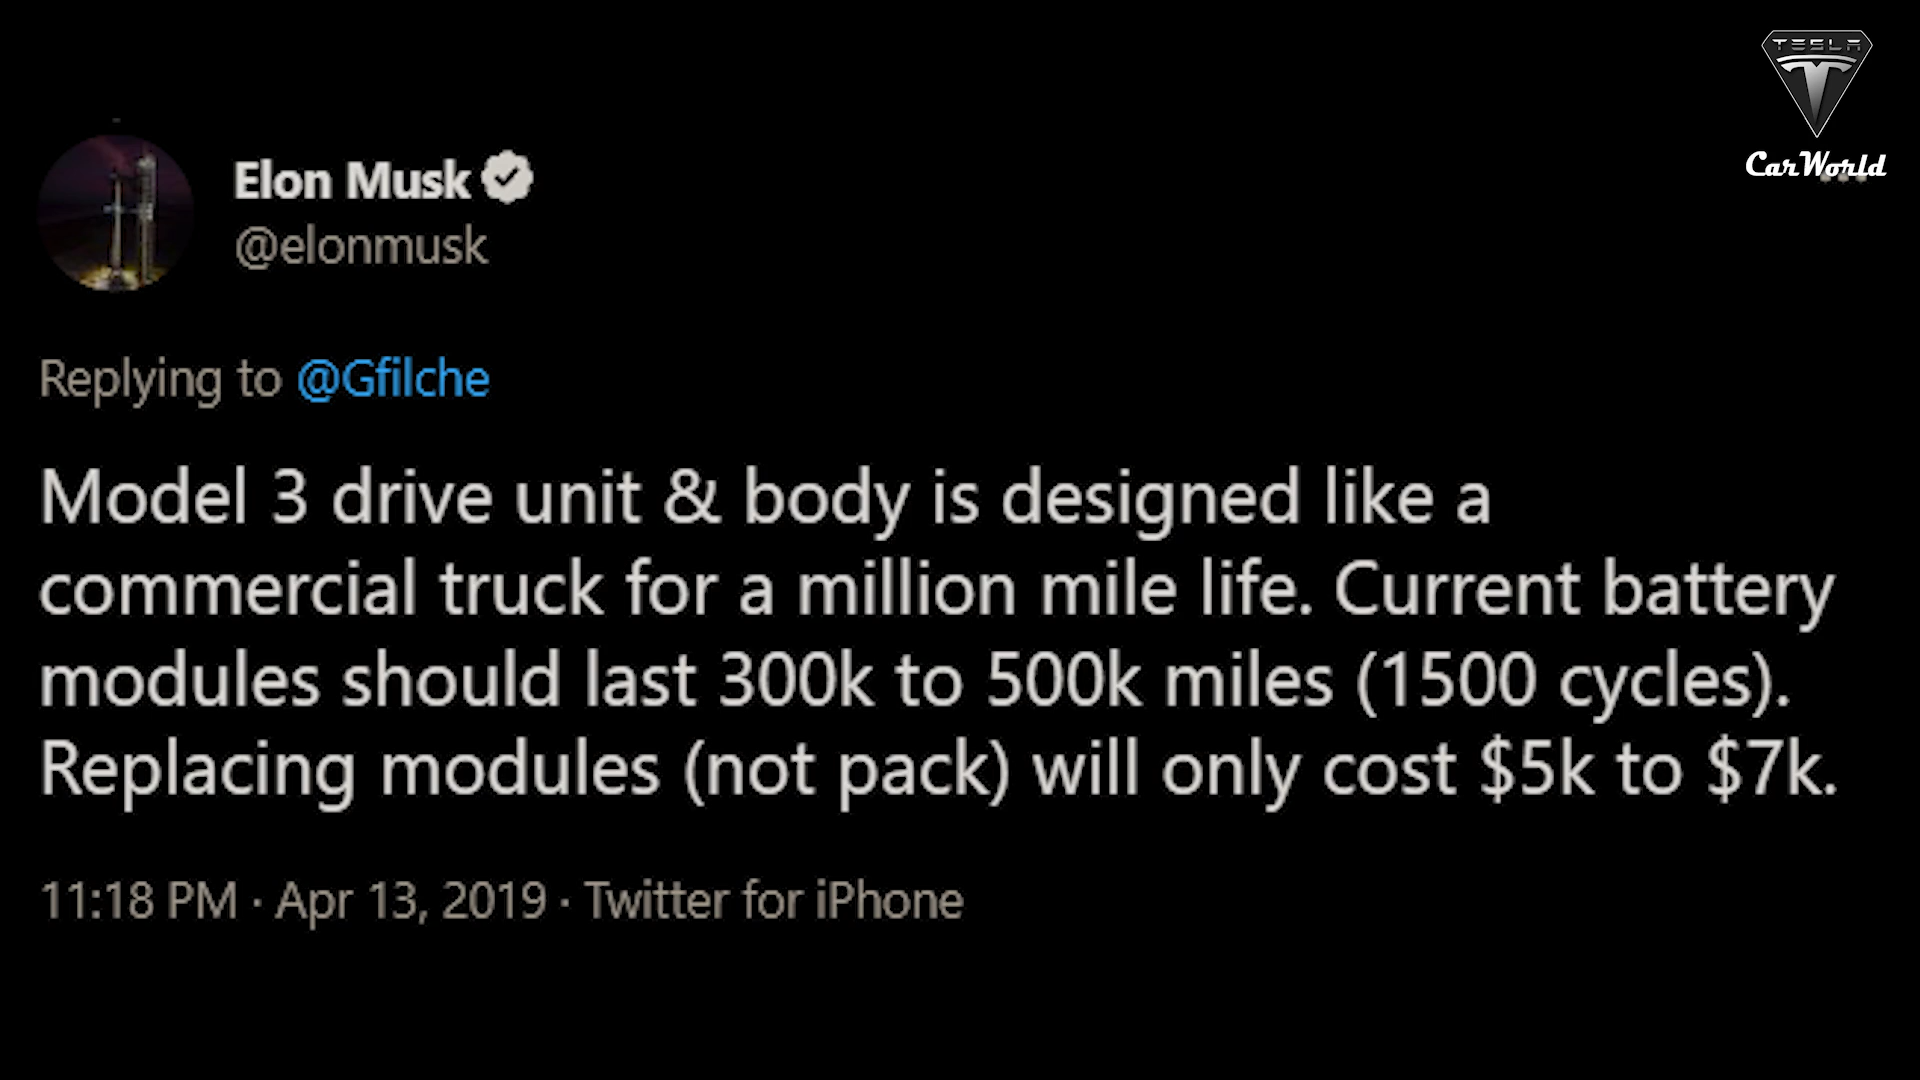 TESLA
CarWorld
Elon Musk
@elonmusk
Replying to @Gfilche
Model 3 drive unit & body is designed like a
commercial truck for a million mile life. Current battery
modules should last 300k to 500k miles (1500 cycles).
Replacing modules (not pack) will only cost $5k to $7k.
11:18 PM · Apr 13, 2019 · Twitter for iPhone